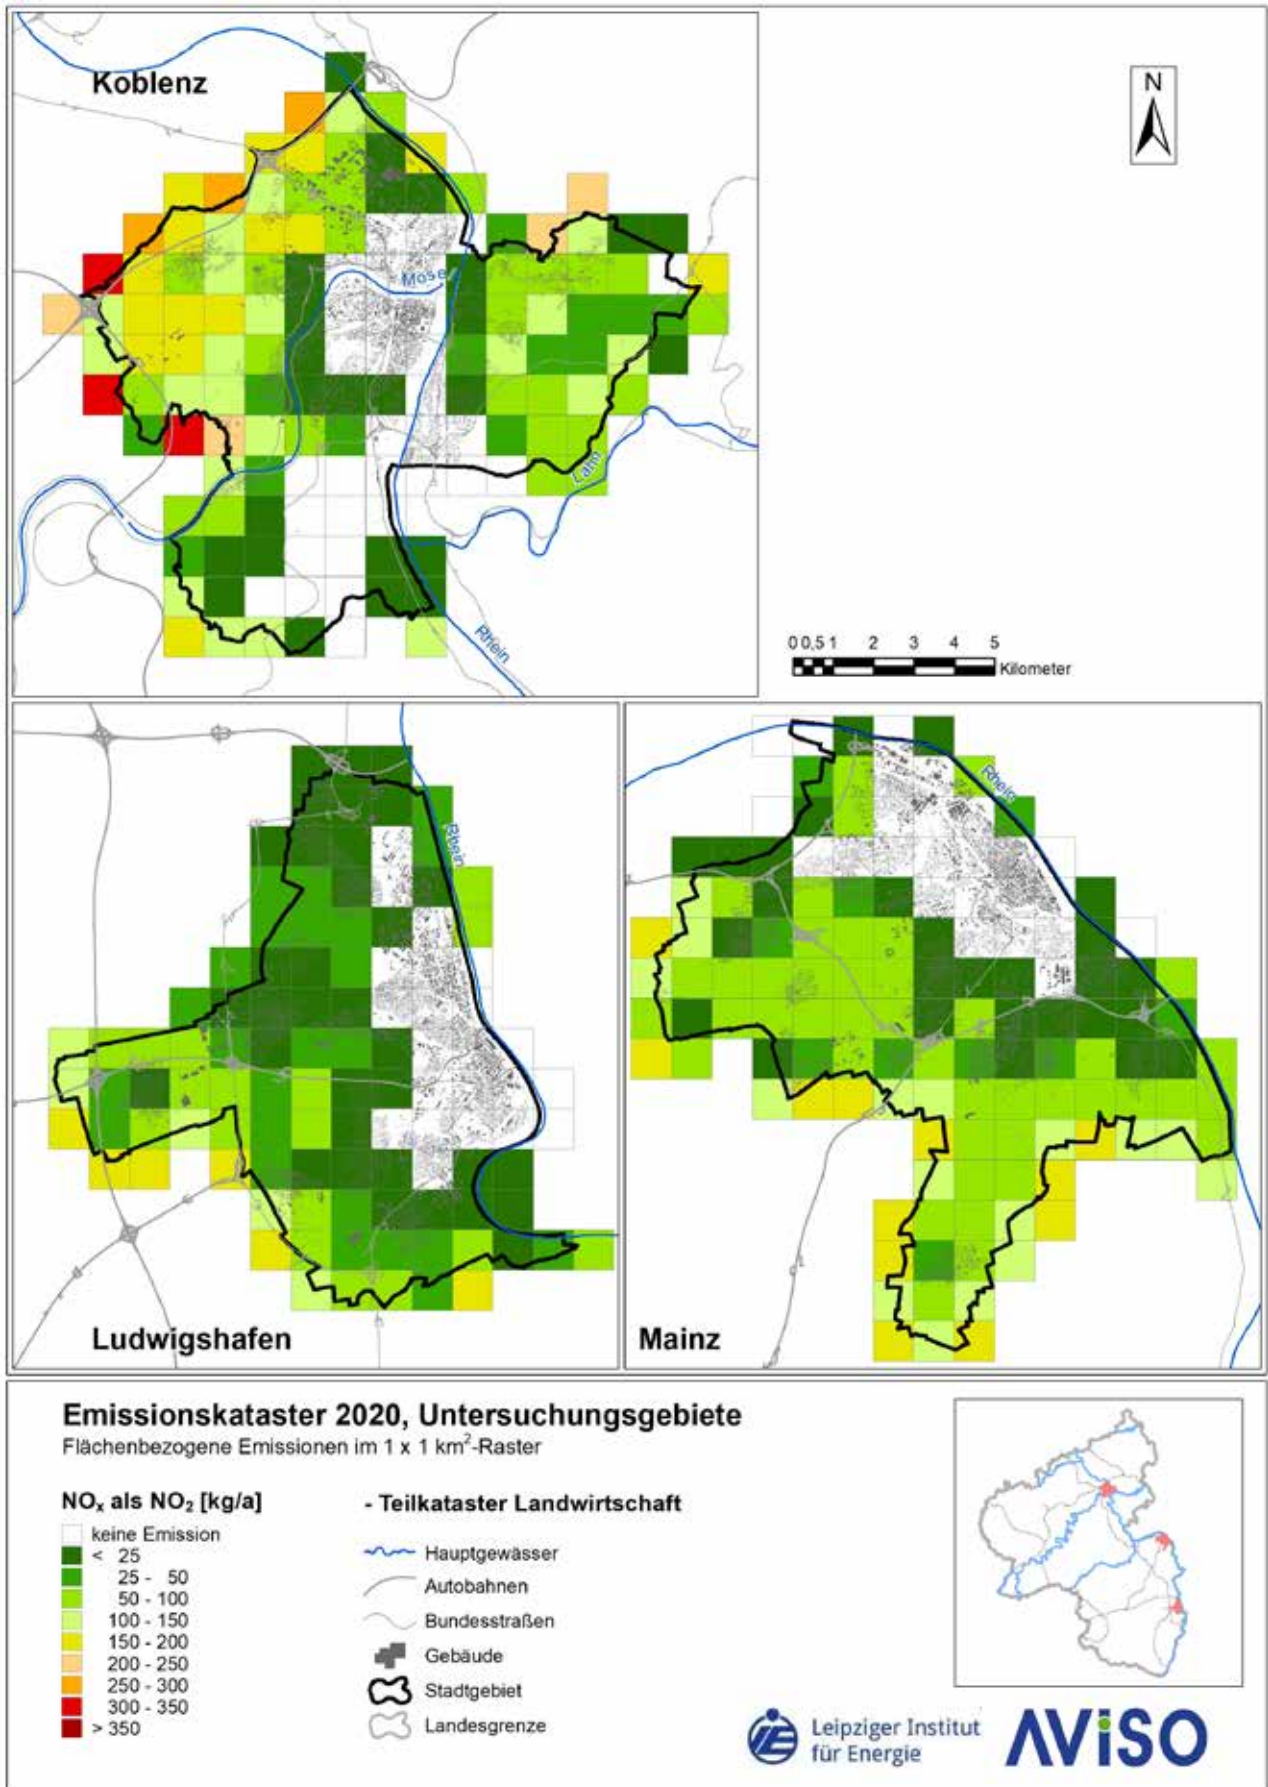 Koblenz
N
Mosel
Lahn
Rhein
0 0,5 1 2 3 4 5
Kilometer
Rhein
Rhein
Ludwigshafen
Mainz
Emissionskataster 2020, Untersuchungsgebiete
Flächenbezogene Emissionen im 1 x 1 km²-Raster
NOx als NO2 [kg/a]
keine Emission
< 25
25 - 50
50 - 100
100 - 150
150 - 200
200 - 250
250 - 300
300 - 350
> 350
- Teilkataster Landwirtschaft
Hauptgewässer
Autobahnen
Bundesstraßen
Gebäude
Stadtgebiet
Landesgrenze
Leipziger Institut
für Energie
AVISO